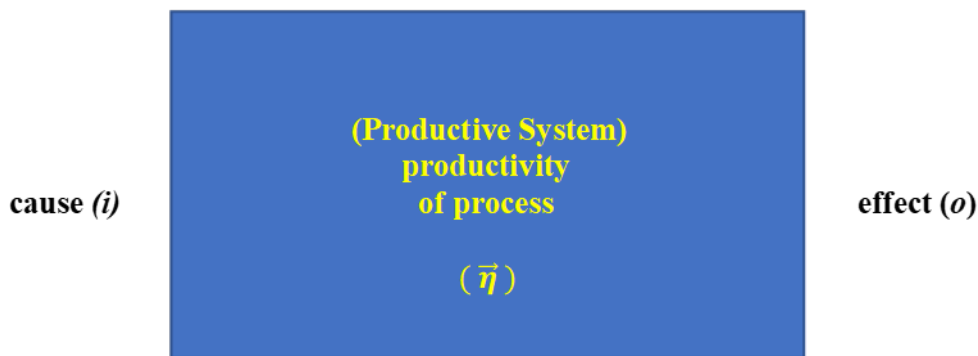 (Productive System)
productivity
cause (i)
of process
effect (o)
( η⃗ )